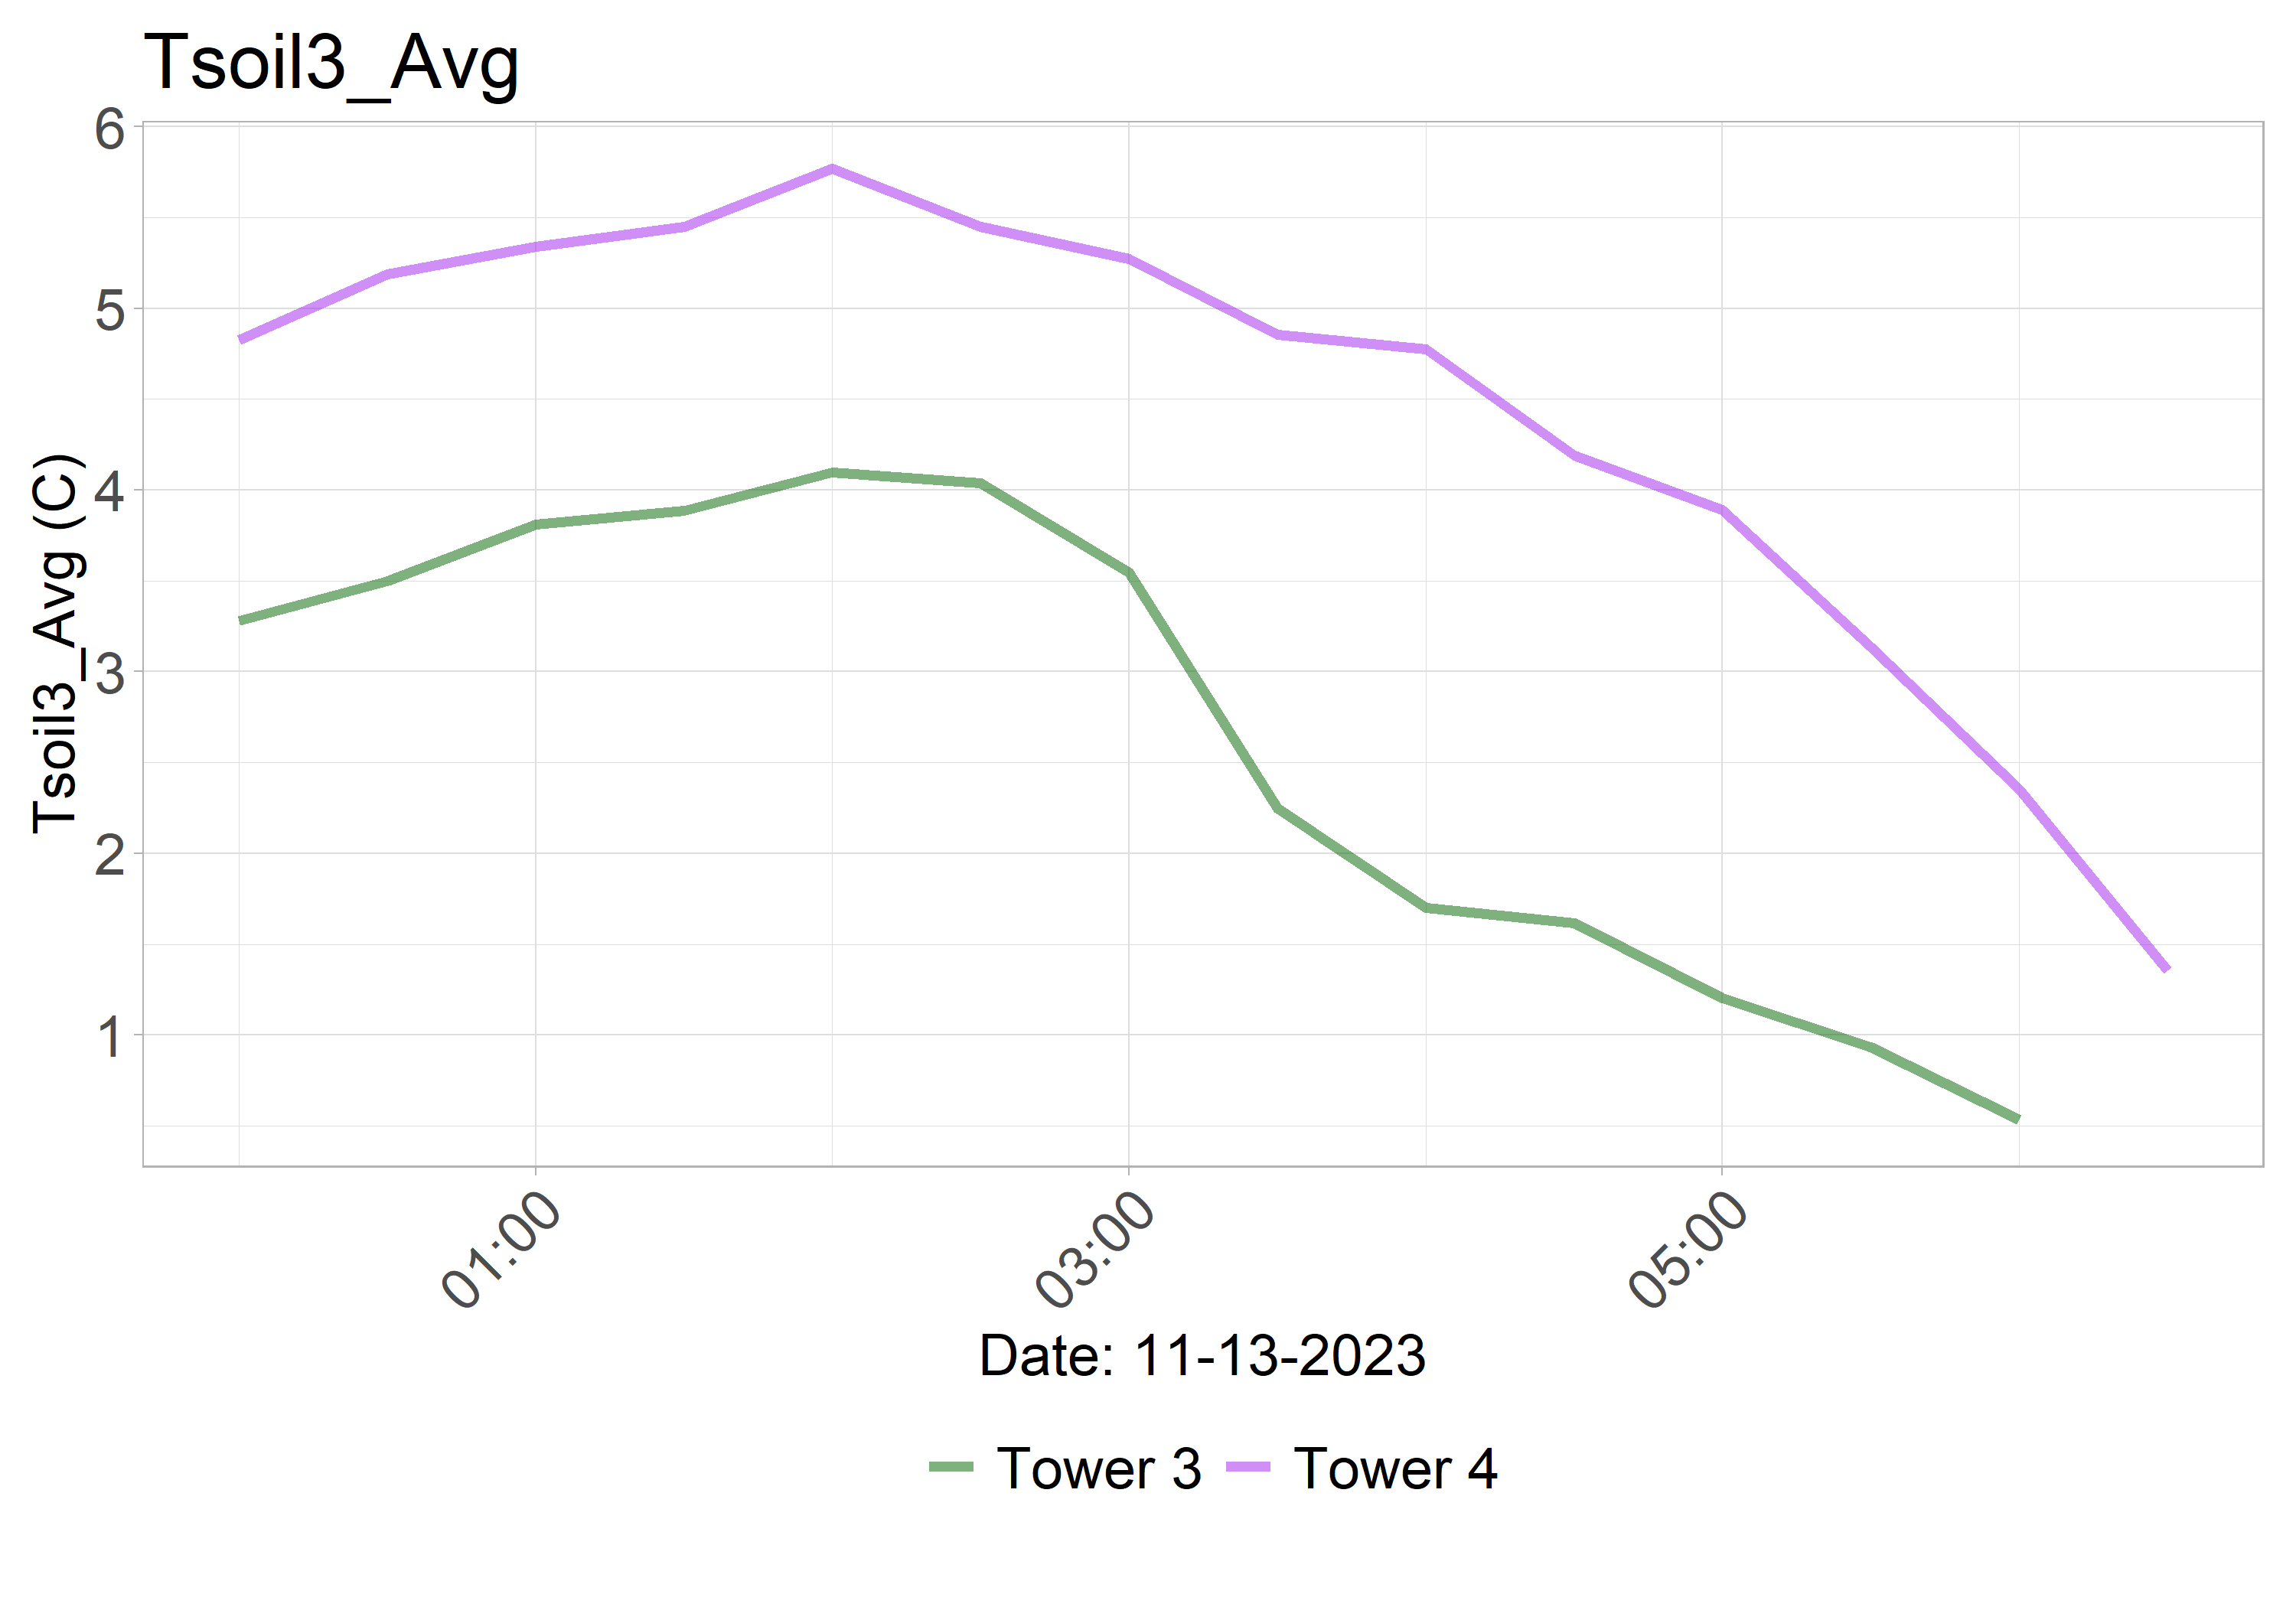 Tsoil3_Avg
Tsoil3_Avg (C)
6
5
4
3
2
1
01:00
03:00
05:00
Date: 11-13-2023
Tower 3
Tower 4